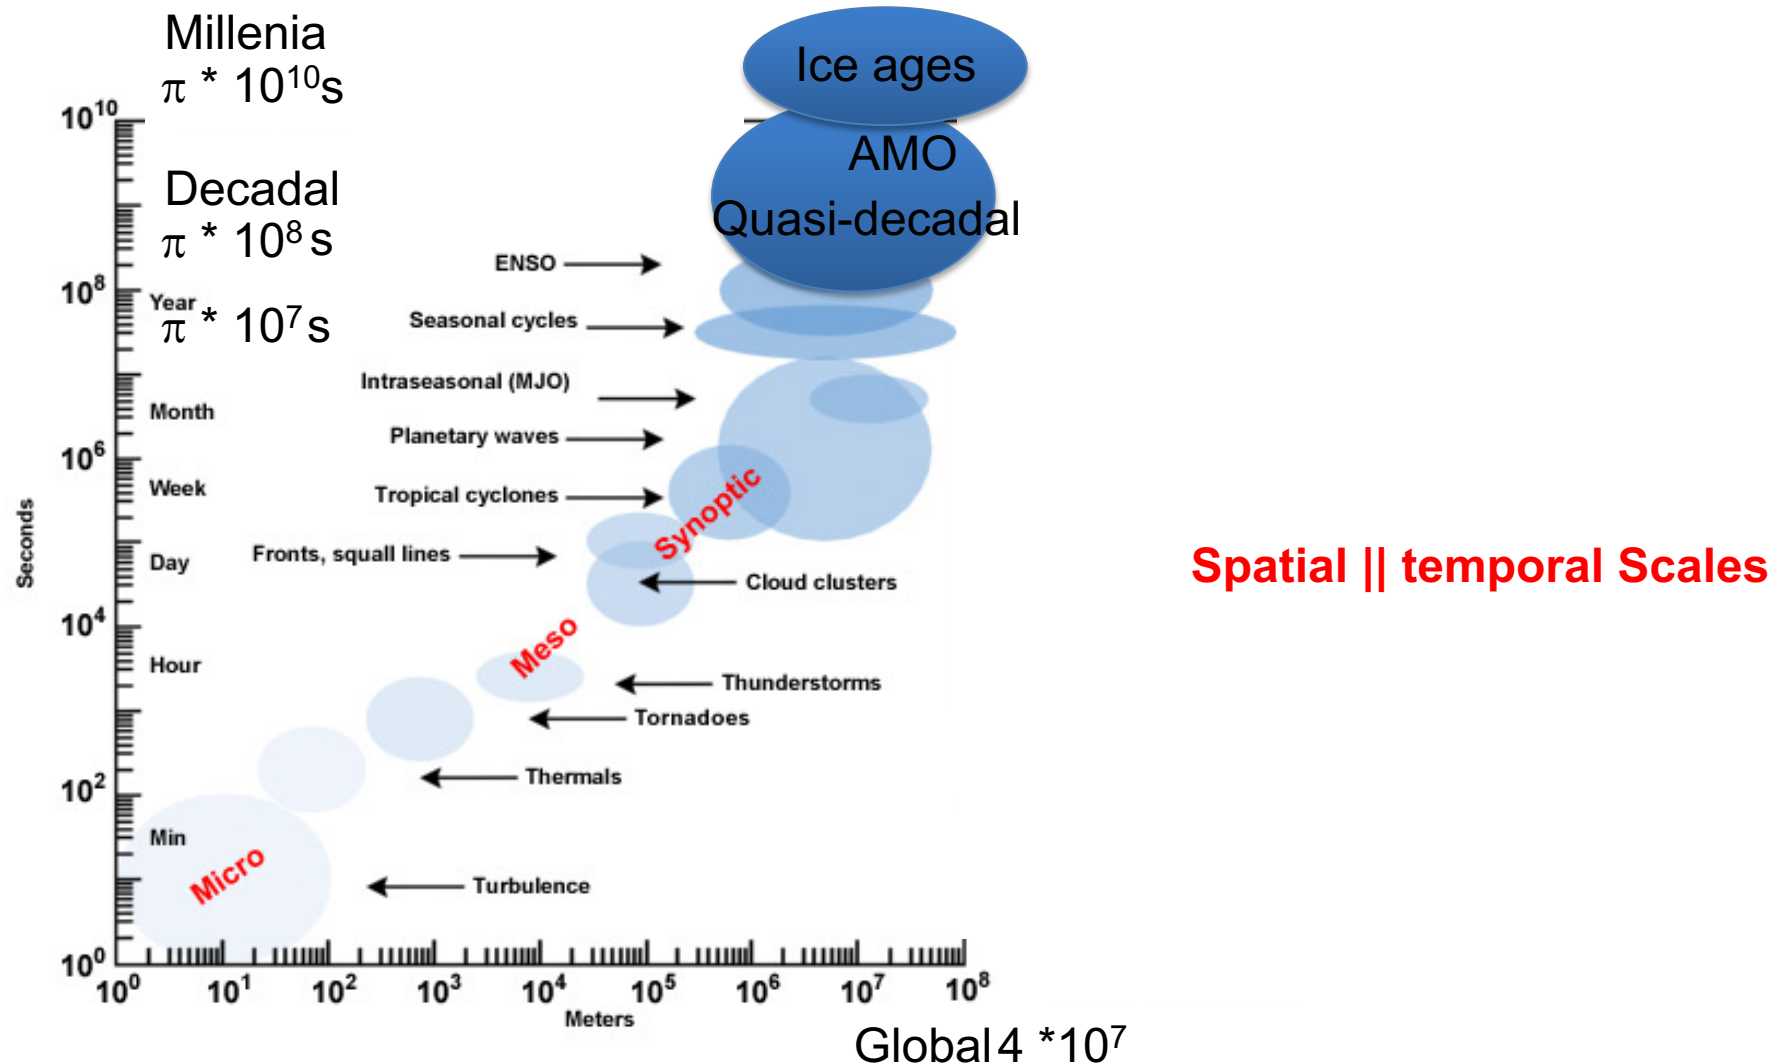 Millenia
π * 10¹⁰s
Ice ages
10¹⁰
AMO
Decadal
π * 10⁸ s
Quasi-decadal
ENSO
10⁸
Year
π * 10⁷ s
Seasonal cycles
Intraseasonal (MJO)
Month
Planetary waves
10⁶
Week
Tropical cyclones
Synoptic
Seconds
Fronts, squall lines
Day
Cloud clusters
Spatial || temporal Scales
10⁴
Meso
Hour
Thunderstorms
Tornadoes
Thermals
10²
Min
Micro
Turbulence
10⁰
10⁰ 10¹ 10² 10³ 10⁴ 10⁵ 10⁶ 10⁷ 10⁸
Meters
Global 4 *10⁷